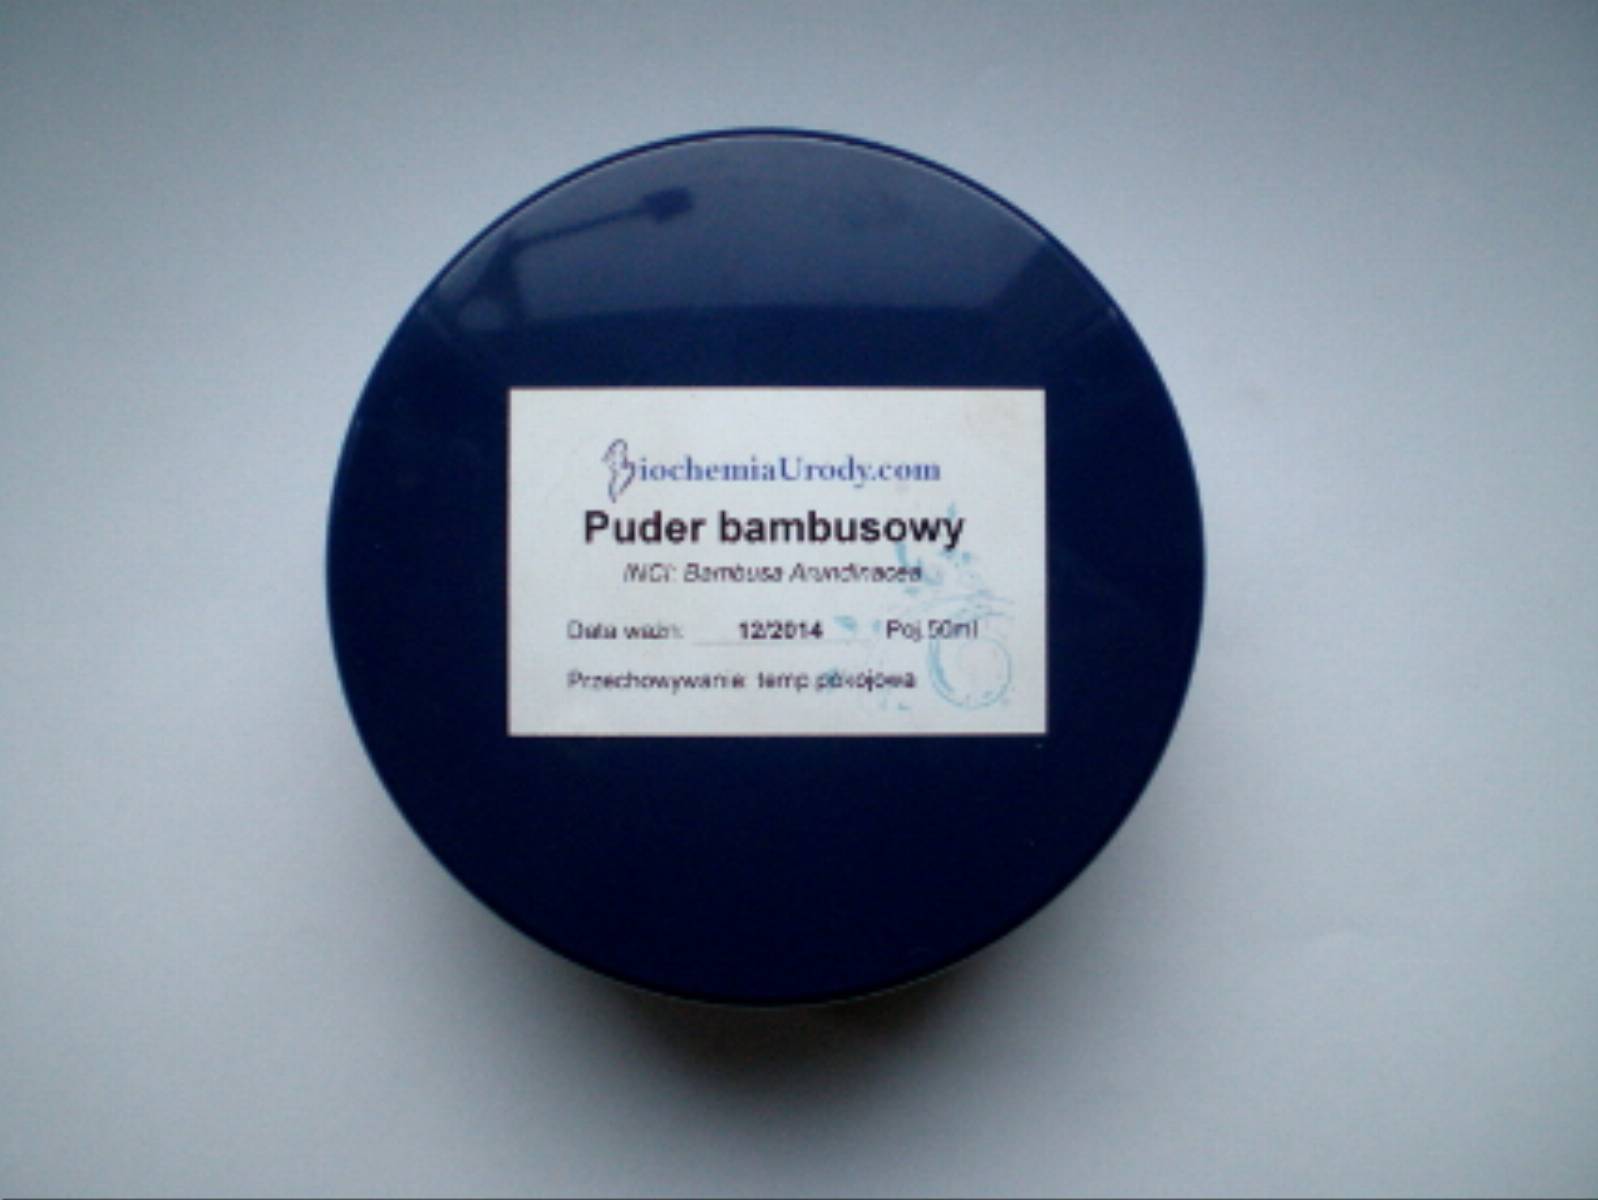 BiochemiaUrody.com
Puder bambusowy
INCI: Bambusa Arundinacea
Data ważn: 12/2014 Poj.50ml
Przechowywanie: temp.pokojowa